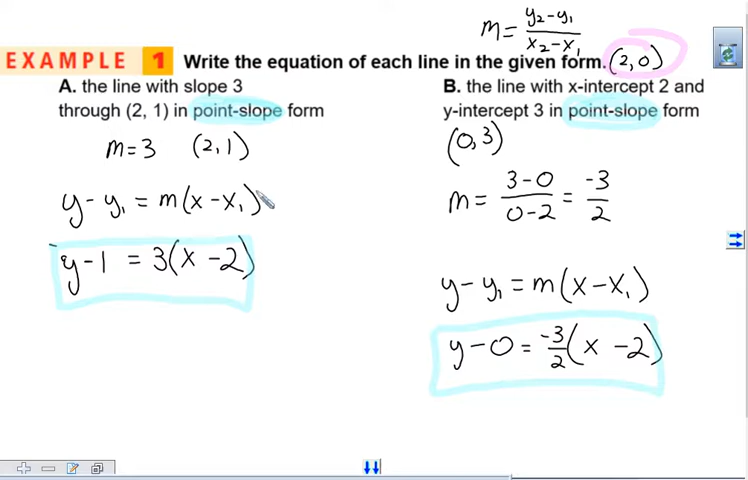 m = y₂-y₁ / x₂-x₁
EXAMPLE 1 Write the equation of each line in the given form. (2, 0)
A. the line with slope 3
through (2, 1) in point-slope form
m=3 (2, 1)
y - y₁ = m(x - x₁)
y - 1 = 3(x - 2)
B. the line with x-intercept 2 and
y-intercept 3 in point-slope form
(0, 3)
m = 3-0 / 0-2 = -3 / 2
y - y₁ = m(x - x₁)
y - 0 = -3/2 (x - 2)